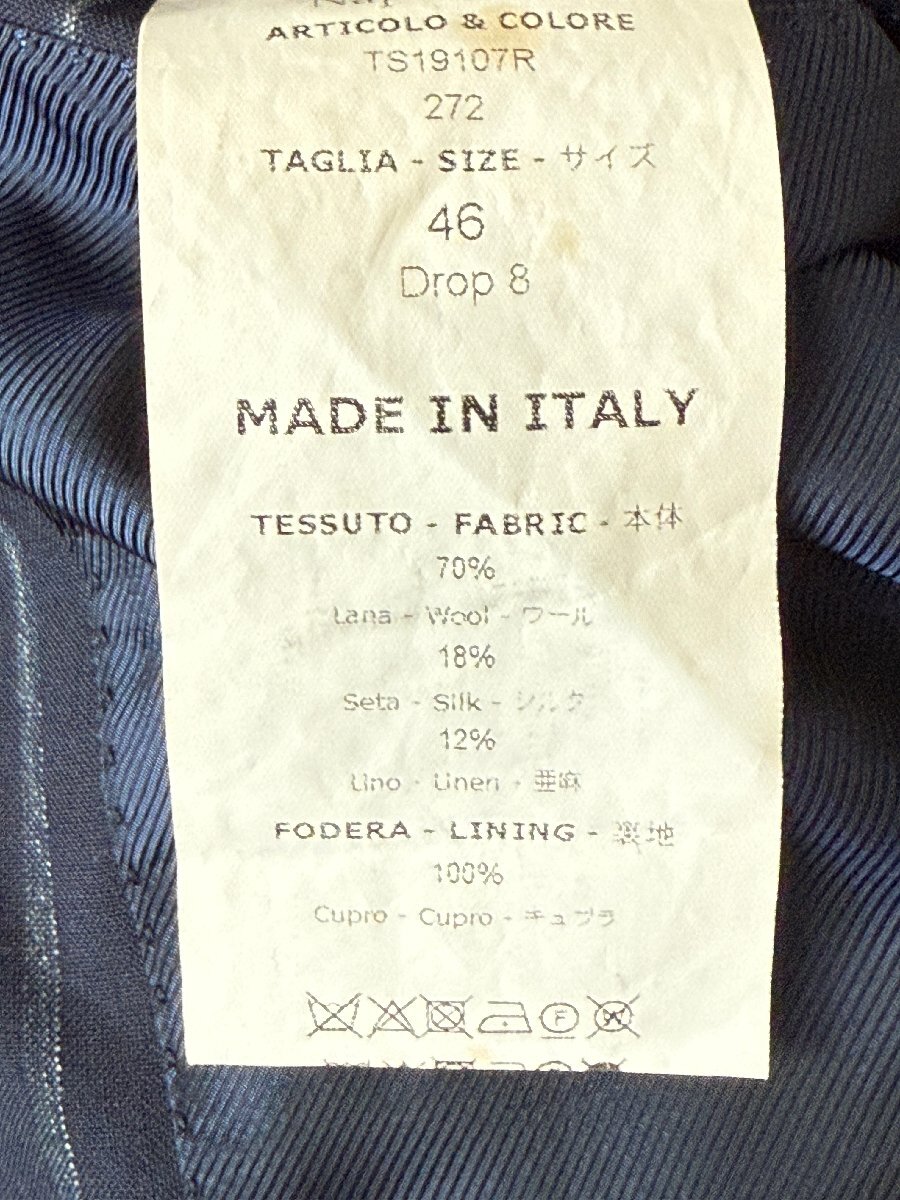 ARTICOLO & COLORE
TS19107R
272
TAGLIA - SIZE - サイズ
46
Drop 8
MADE IN ITALY
TESSUTO - FABRIC - 本体
70%
Lana - Wool - ウール
18%
Seta - Silk - シルク
12%
Lino - Linen - 亜麻
FODERA - LINING - 裏地
100%
Cupro - Cupro - キュプラ
F
W